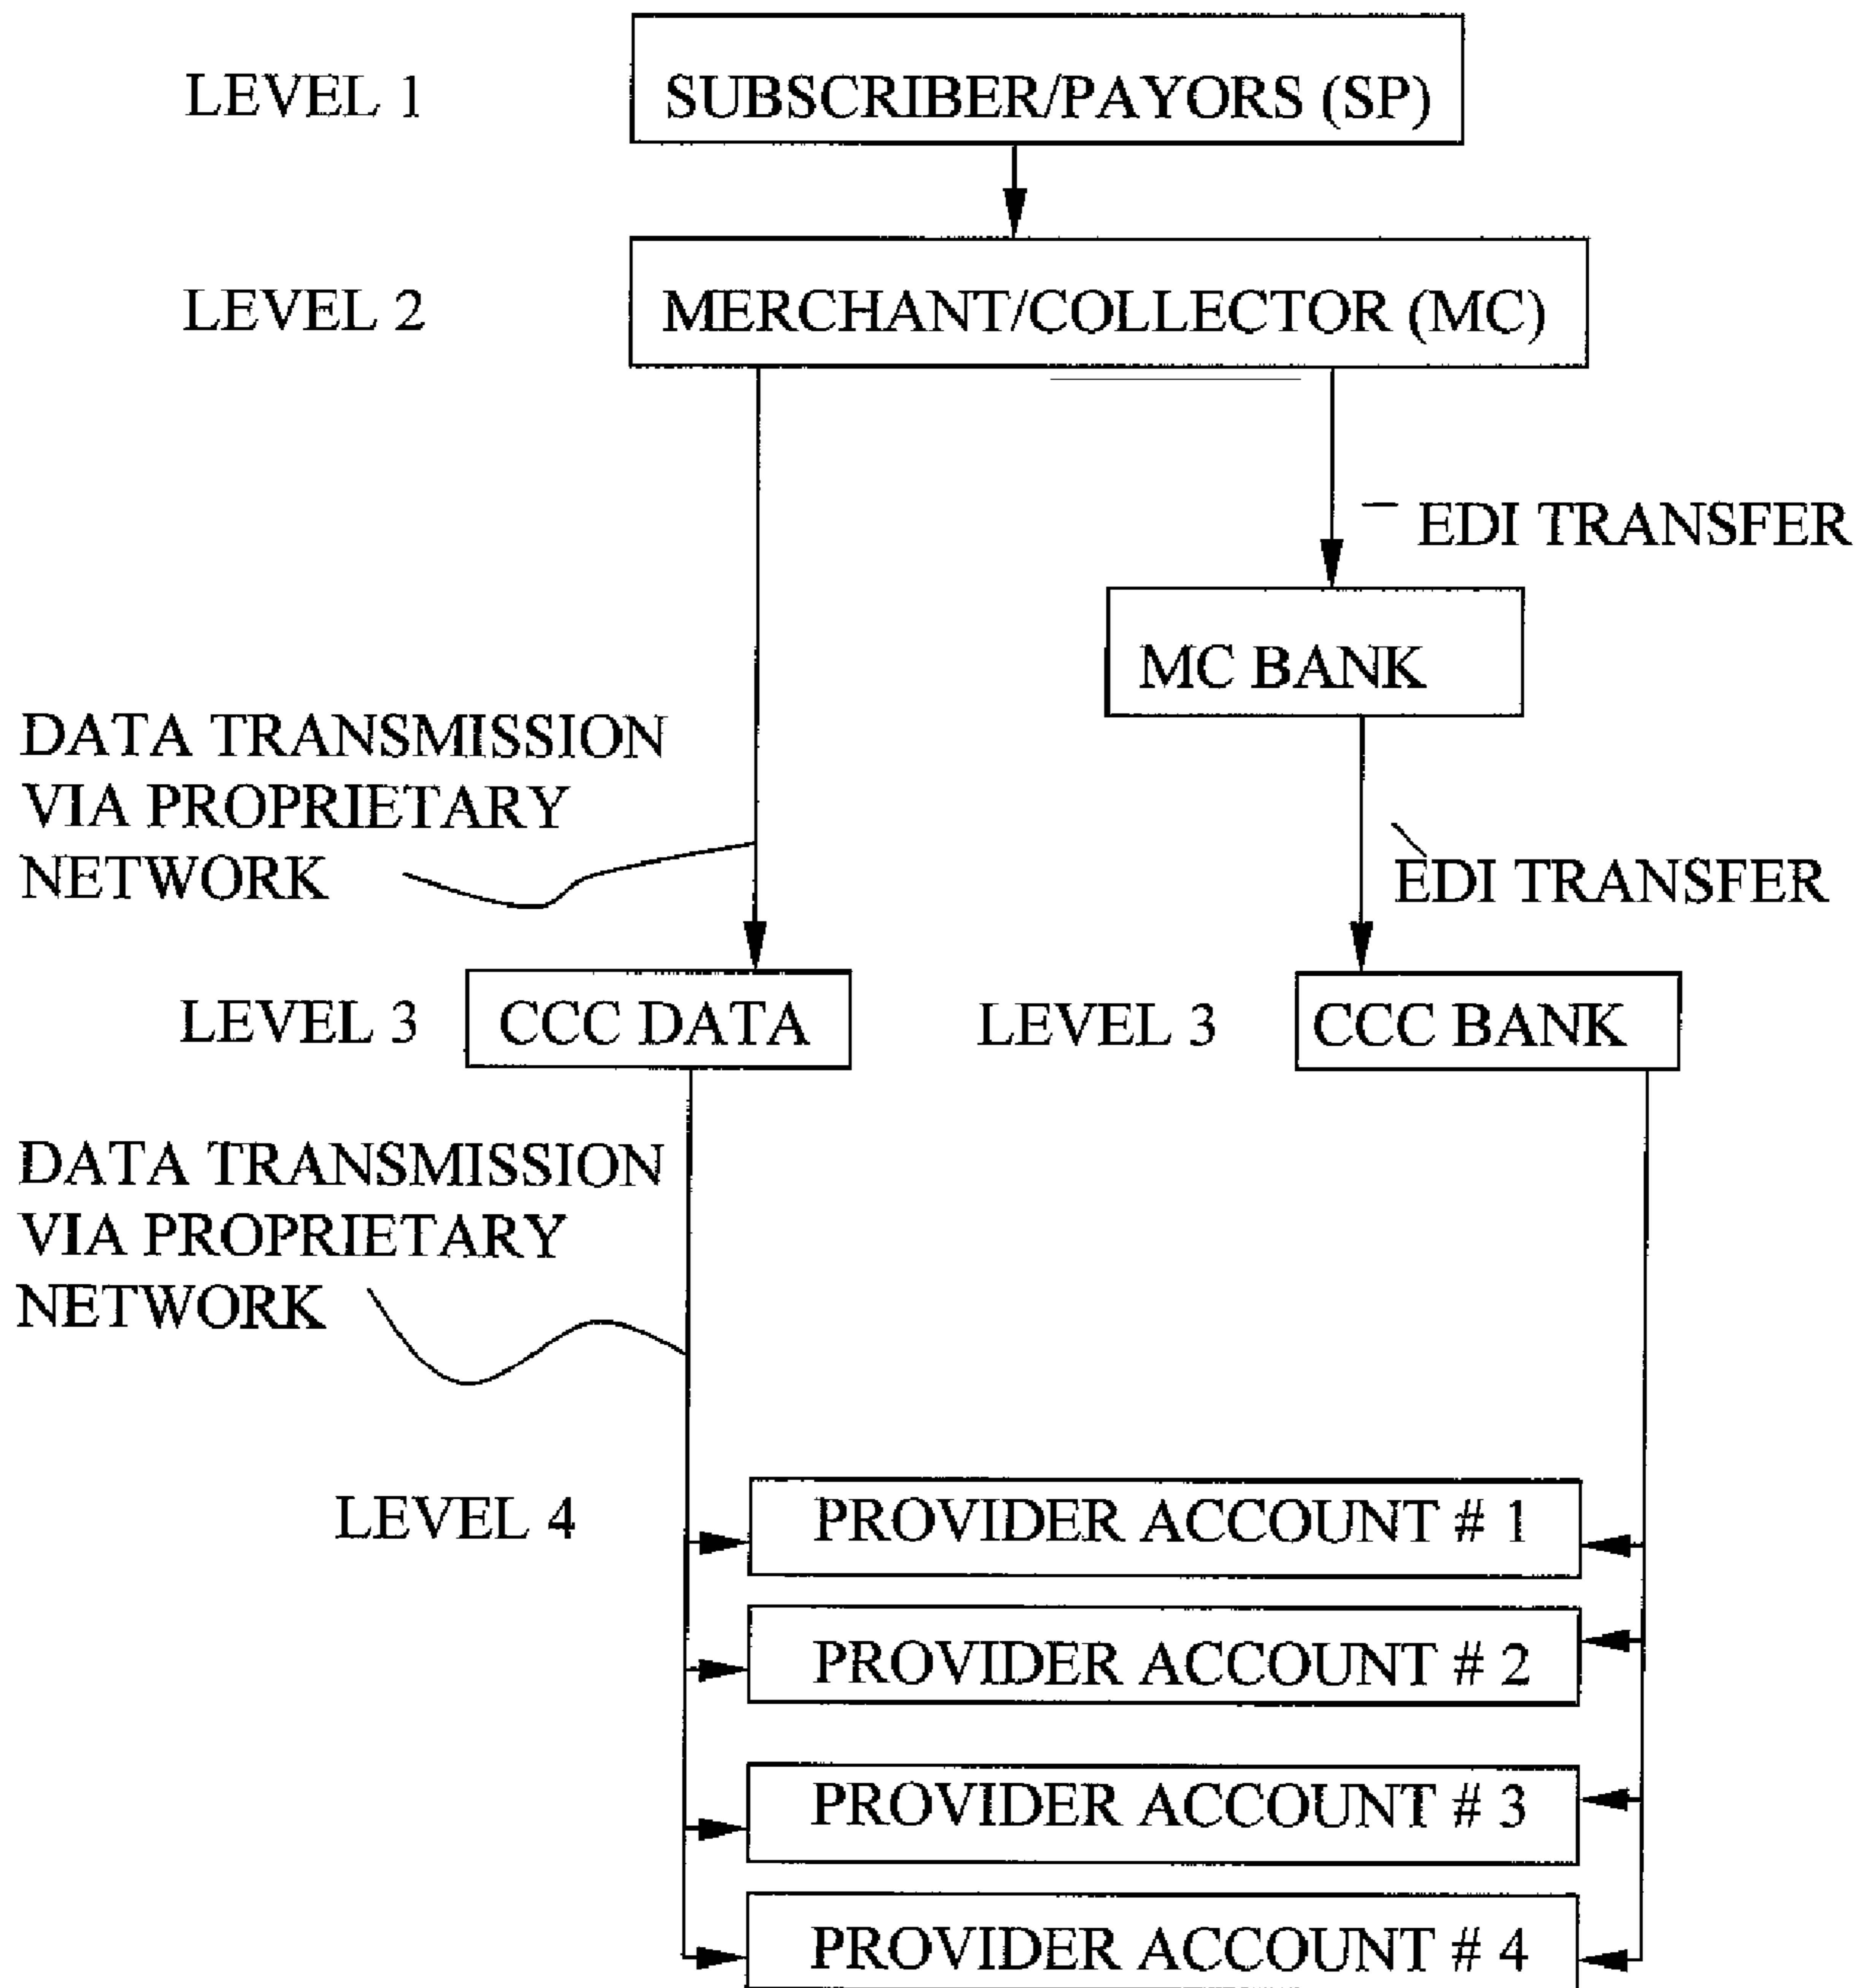 LEVEL 1
SUBSCRIBER/PAYORS (SP)
LEVEL 2
MERCHANT/COLLECTOR (MC)
EDI TRANSFER
MC BANK
DATA TRANSMISSION
VIA PROPRIETARY
NETWORK
EDI TRANSFER
LEVEL 3
CCC DATA
LEVEL 3
CCC BANK
DATA TRANSMISSION
VIA PROPRIETARY
NETWORK
LEVEL 4
PROVIDER ACCOUNT # 1
PROVIDER ACCOUNT # 2
PROVIDER ACCOUNT # 3
PROVIDER ACCOUNT # 4